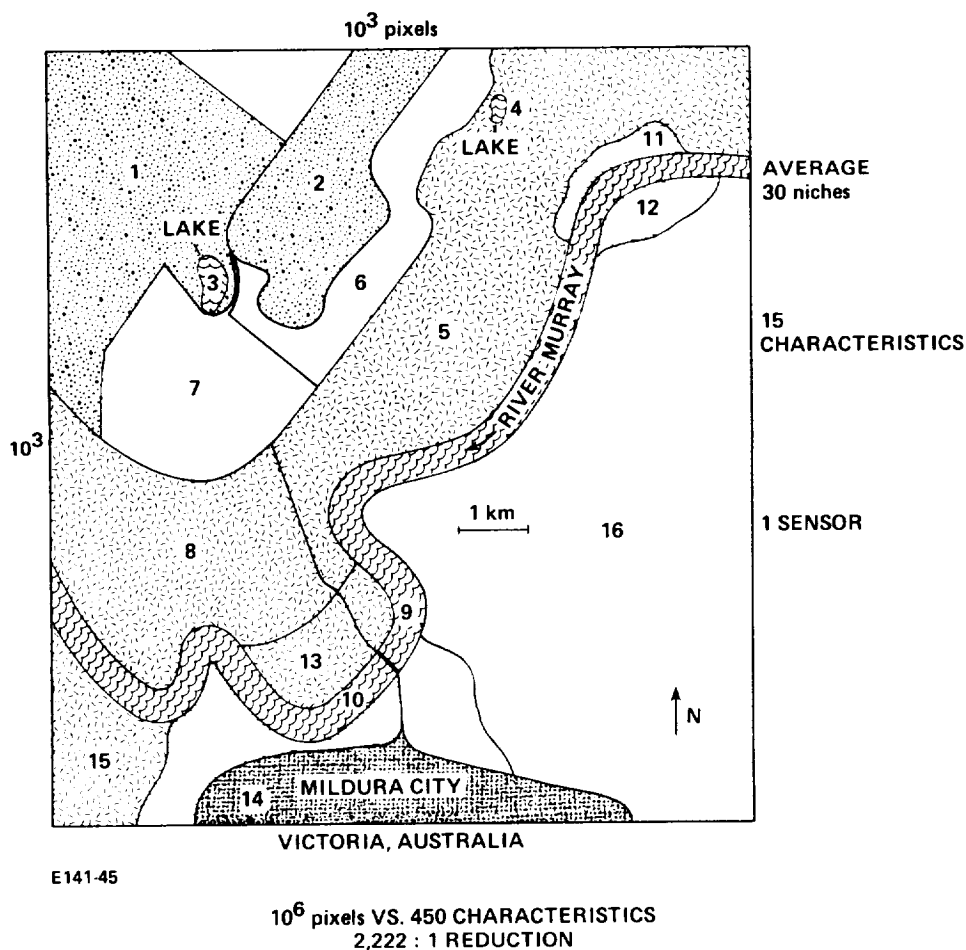 10³ pixels
4
LAKE
11
1
AVERAGE
30 niches
2
12
LAKE
3
6
5
15
CHARACTERISTICS
RIVER MURRAY
7
10³
1 km
16
1 SENSOR
8
9
13
10
N
15
14
MILDURA CITY
VICTORIA, AUSTRALIA
E141-45
10⁶ pixels VS. 450 CHARACTERISTICS
2,222 : 1 REDUCTION